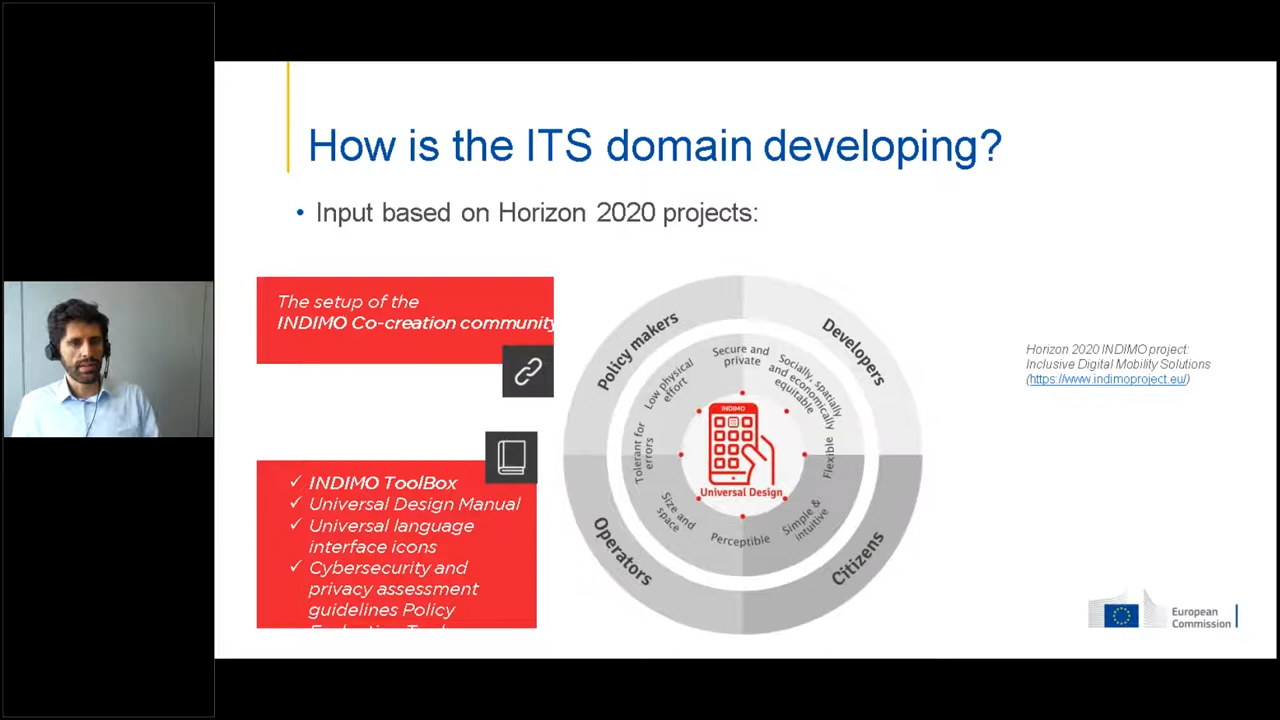 How is the ITS domain developing?
• Input based on Horizon 2020 projects:
The setup of the
INDIMO Co-creation community
✓ INDIMO ToolBox
✓ Universal Design Manual
✓ Universal language
interface icons
✓ Cybersecurity and
privacy assessment
guidelines Policy
Policy makers
Developers
Operators
Citizens
Secure and
private
Socially, spatially
and economically
equitable
Flexible
Simple &
intuitive
Perceptible
Size and
space
Tolerant for
errors
Low physical
effort
INDIMO
Universal Design
Horizon 2020 INDIMO project:
Inclusive Digital Mobility Solutions
(https://www.indimoproject.eu/)
European
Commission